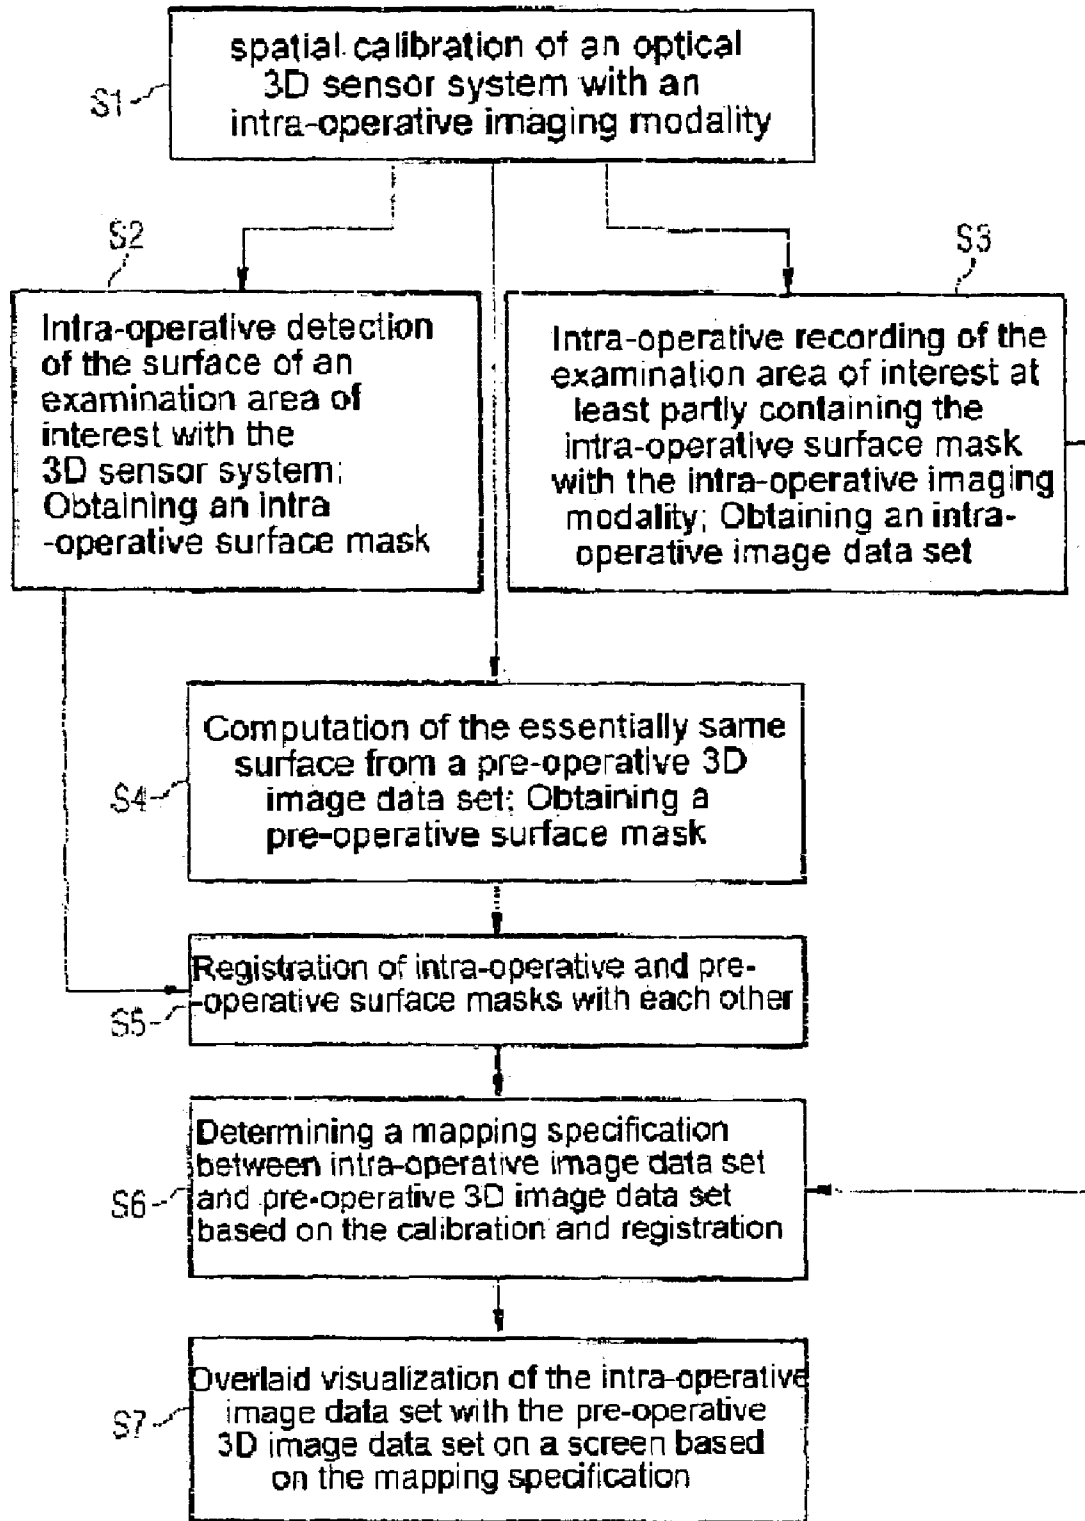 spatial calibration of an optical
3D sensor system with an
intra-operative imaging modality
S1
S2
Intra-operative detection
of the surface of an
examination area of
interest with the
3D sensor system;
Obtaining an intra
-operative surface mask
S3
Intra-operative recording of the
examination area of interest at
least partly containing the
intra-operative surface mask
with the intra-operative imaging
modality; Obtaining an intra-
operative image data set
Computation of the essentially same
surface from a pre-operative 3D
image data set; Obtaining a
pre-operative surface mask
S4
Registration of intra-operative and pre-
-operative surface masks with each other
S5
Determining a mapping specification
between intra-operative image data set
and pre-operative 3D image data set
based on the calibration and registration
S6
Overlaid visualization of the intra-operative
image data set with the pre-operative
3D image data set on a screen based
on the mapping specification
S7